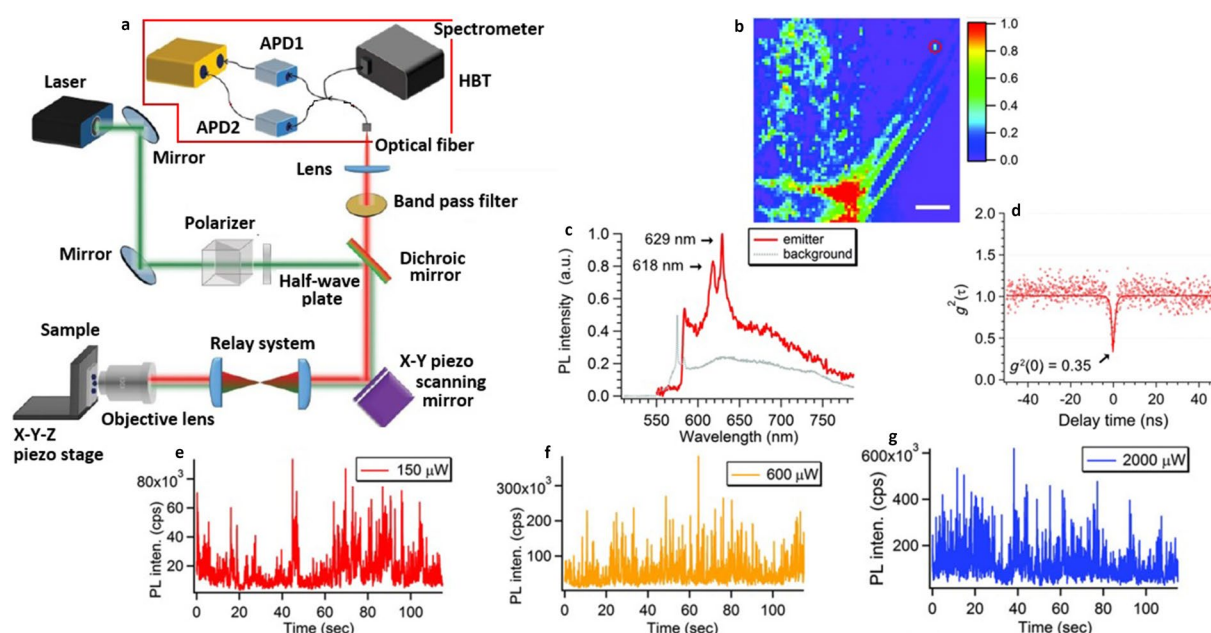 a
Spectrometer
APD1
HBT
Laser
APD2
Mirror
Optical fiber
Lens
Band pass filter
Polarizer
Mirror
Half-wave
plate
Dichroic
mirror
Sample
Relay system
X-Y piezo
scanning
mirror
Objective lens
X-Y-Z
piezo stage
b
1.0
0.8
0.6
0.4
0.2
0.0
c
PL intensity (a.u.)
1.0
0.8
0.6
0.4
0.2
0.0
629 nm
618 nm
emitter
background
550 600 650 700 750
Wavelength (nm)
d
g²(τ)
2.0
1.5
1.0
0.5
0.0
g²(0) = 0.35
-40 -20 0 20 40
Delay time (ns)
e
150 μW
PL inten. (cps)
80x10³
60
40
20
0 20 40 60 80 100
Time (sec)
f
600 μW
PL inten. (cps)
300x10³
200
100
0 20 40 60 80 100
Time (sec)
g
2000 μW
PL inten. (cps)
600x10³
400
200
0 20 40 60 80 100
Time (sec)